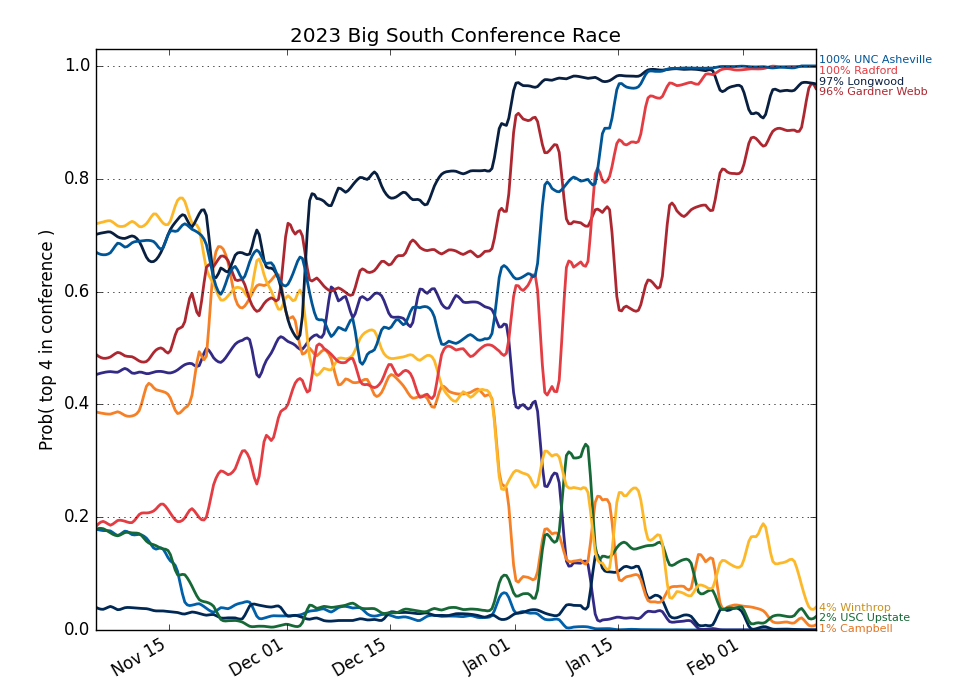 2023 Big South Conference Race
Prob( top 4 in conference )
1.0
0.8
0.6
0.4
0.2
0.0
Nov 15
Dec 01
Dec 15
Jan 01
Jan 15
Feb 01
100% UNC Asheville
100% Radford
97% Longwood
96% Gardner Webb
4% Winthrop
2% USC Upstate
1% Campbell